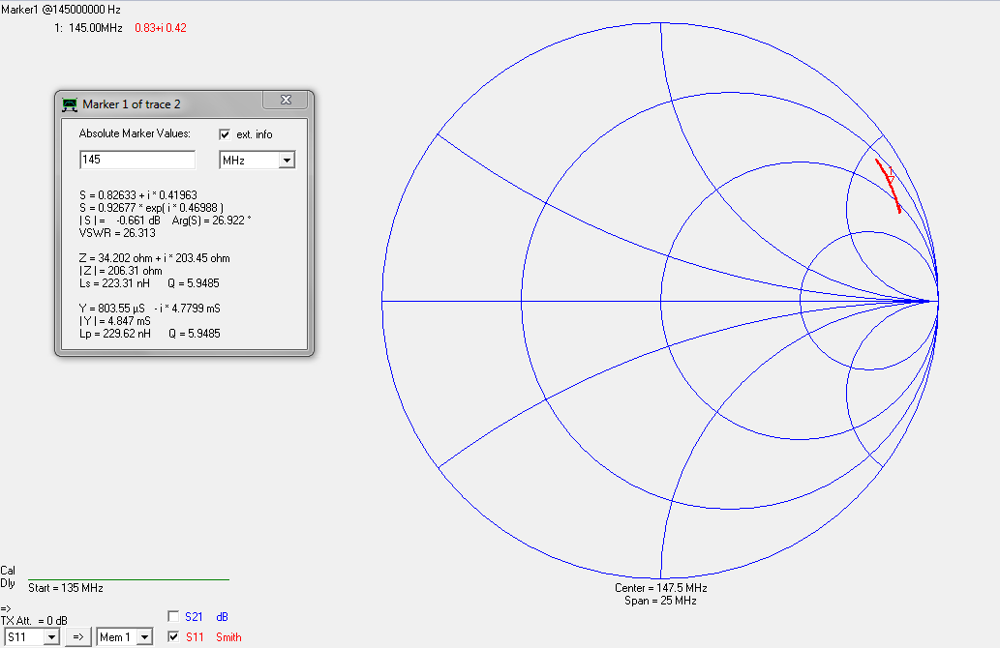 Marker1 @145000000 Hz
1: 145.00MHz 0.83+i 0.42
Marker 1 of trace 2
Absolute Marker Values:
ext. info
145
MHz
S = 0.82633 + i * 0.41963
S = 0.92677 * exp( i * 0.46988 )
| S | = -0.661 dB Arg(S) = 26.922 °
VSWR = 26.313
Z = 34.202 ohm + i * 203.45 ohm
| Z | = 206.31 ohm
Ls = 223.31 nH Q = 5.9485
Y = 803.55 µS - i * 4.7799 mS
| Y | = 4.847 mS
Lp = 229.62 nH Q = 5.9485
1
Cal
Dly
Start = 135 MHz
Center = 147.5 MHz
Span = 25 MHz
=>
TX Att. = 0 dB
S21 dB
S11 => Mem 1 S11 Smith